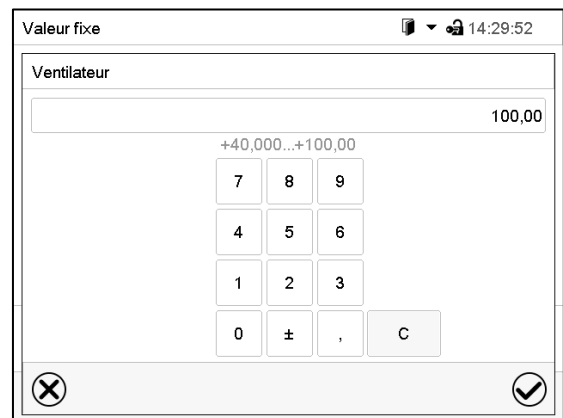 Valeur fixe 14:29:52
Ventilateur
100,00
+40,000...+100,00
7 8 9
4 5 6
1 2 3
0 ± , C